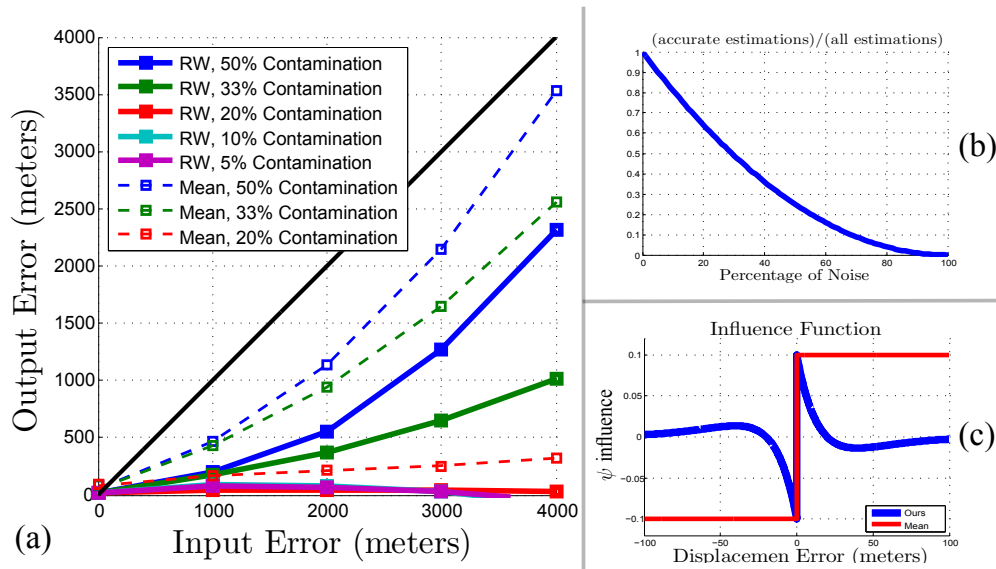 4000
3500
3000
2500
2000
1500
1000
500
0
Output Error (meters)
RW, 50% Contamination
RW, 33% Contamination
RW, 20% Contamination
RW, 10% Contamination
RW, 5% Contamination
Mean, 50% Contamination
Mean, 33% Contamination
Mean, 20% Contamination
0 1000 2000 3000 4000
Input Error (meters)
(a)
(accurate estimations)/(all estimations)
1
0.9
0.8
0.7
0.6
0.5
0.4
0.3
0.2
0.1
0
0 20 40 60 80 100
Percentage of Noise
(b)
Influence Function
0.1
0.05
0
-0.05
-0.1
ψ influence
Ours
Mean
-100 -50 0 50 100
Displacemen Error (meters)
(c)